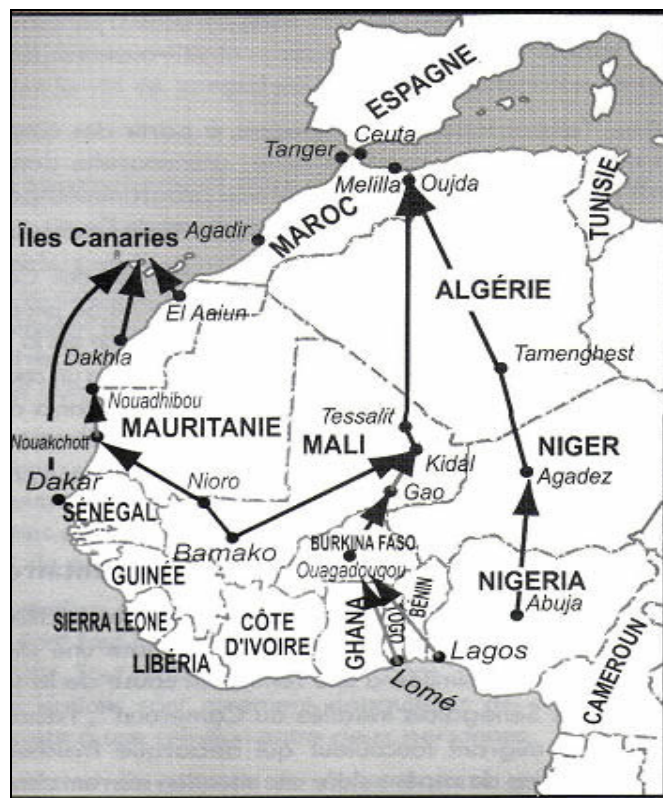 ESPAGNE
Ceuta
Tanger
Melilla
Oujda
TUNISIE
MAROC
Agadir
Îles Canaries
ALGÉRIE
El Aaiun
Dakhla
Tamenghest
Nouadhibou
MAURITANIE
Tessalit
MALI
Nouakchott
Kidal
NIGER
Agadez
Dakar
Nioro
Gao
SÉNÉGAL
Bamako
BURKINA FASO
Ouagadougou
GUINÉE
NIGERIA
BÉNIN
Abuja
SIERRA LEONE
CÔTE
D'IVOIRE
GHANA
TOGO
Lagos
LIBÉRIA
Lomé
CAMEROUN